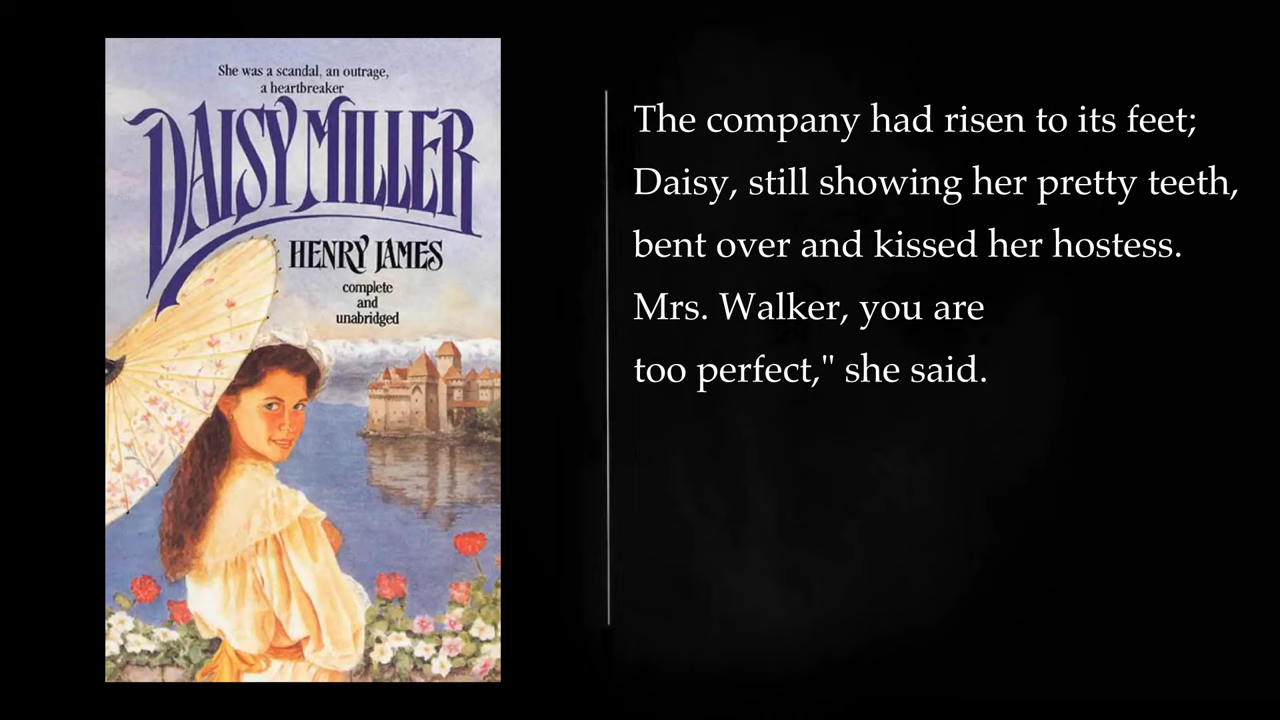 She was a scandal, an outrage,
a heartbreaker
DAISY MILLER
HENRY JAMES
complete
and
unabridged
The company had risen to its feet;
Daisy, still showing her pretty teeth,
bent over and kissed her hostess.
Mrs. Walker, you are
too perfect," she said.